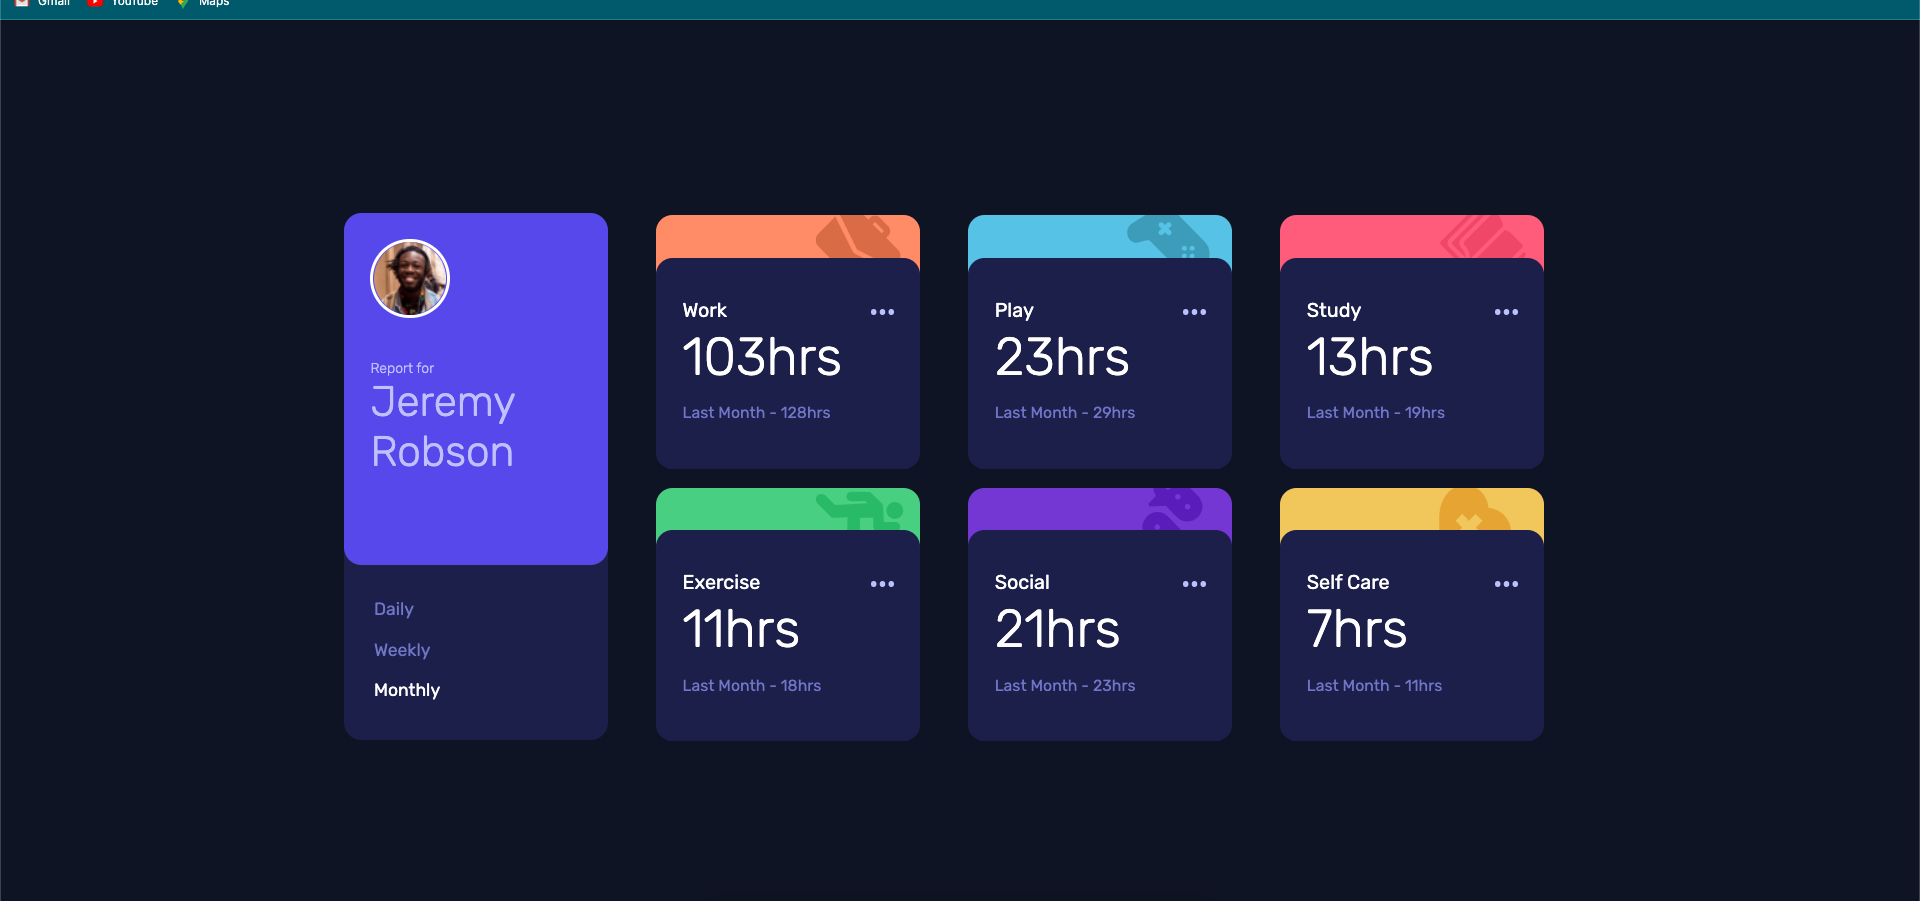 Gmail YouTube Maps
Report for
Jeremy
Robson
Daily
Weekly
Monthly
Work
103hrs
Last Month - 128hrs
Play
23hrs
Last Month - 29hrs
Study
13hrs
Last Month - 19hrs
Exercise
11hrs
Last Month - 18hrs
Social
21hrs
Last Month - 23hrs
Self Care
7hrs
Last Month - 11hrs